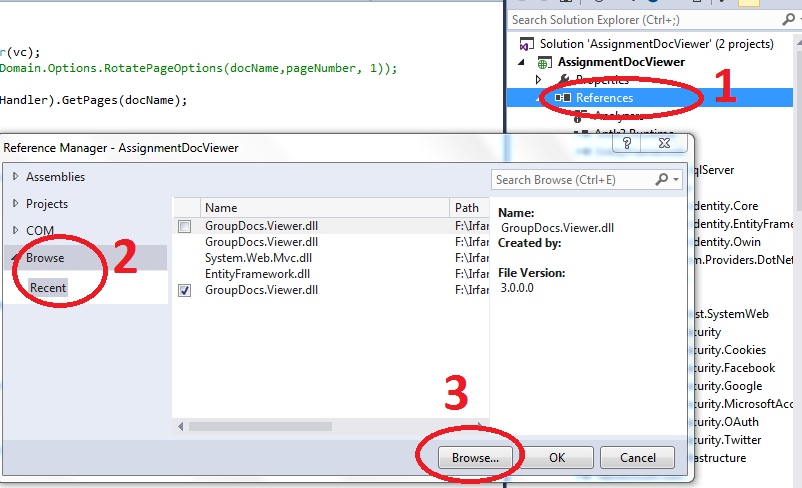 r(vc);
Domain.Options.RotatePageOptions(docName,pageNumber, 1));
Handler).GetPages(docName);
Search Solution Explorer (Ctrl+;)
Solution 'AssignmentDocViewer' (2 projects)
AssignmentDocViewer
Properties
References
1
Analyzers
Antlr3.Runtime
qlServer
dentity.Core
dentity.EntityFrame
dentity.Owin
m.Providers.DotNet
st.SystemWeb
curity
curity.Cookies
curity.Facebook
curity.Google
curity.MicrosoftAcc
curity.OAuth
curity.Twitter
astructure
Reference Manager - AssignmentDocViewer
?
Assemblies
Projects
COM
Browse
Recent
2
Name Path
GroupDocs.Viewer.dll F:\Irfan
GroupDocs.Viewer.dll F:\Irfan
System.Web.Mvc.dll F:\Irfan
EntityFramework.dll F:\Irfan
GroupDocs.Viewer.dll F:\Irfan
Search Browse (Ctrl+E)
Name:
GroupDocs.Viewer.dll
Created by:
File Version:
3.0.0.0
3
Browse... OK Cancel